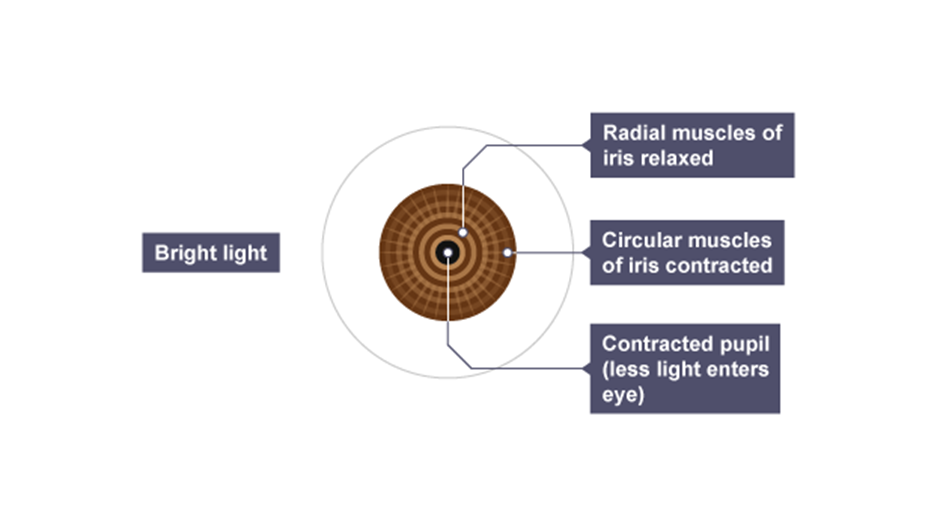 Bright light
Radial muscles of
iris relaxed
Circular muscles
of iris contracted
Contracted pupil
(less light enters
eye)